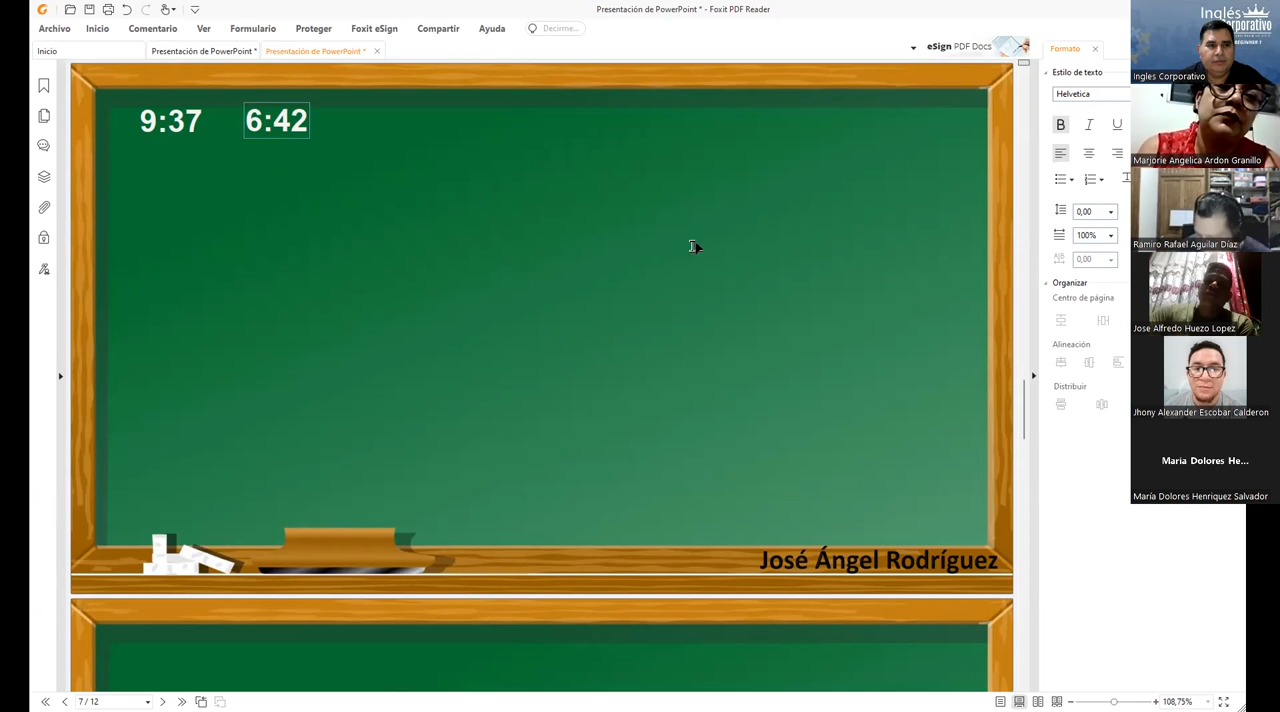 Presentación de PowerPoint * - Foxit PDF Reader
Archivo Inicio Comentario Ver Formulario Proteger Foxit eSign Compartir Ayuda Decirme...
Inicio Presentación de PowerPoint * Presentación de PowerPoint * eSign PDF Docs
9:37 6:42
José Ángel Rodríguez
7 / 12
108,75%
Formato
Estilo de texto
Helvetica
B I U
0,00
100%
0,00
Organizar
Centro de página
Alineación
Distribuir
Inglés
Corporativo
BEGINNER 1
Ingles Corporativo
Marjorie Angelica Ardon Granillo
Ramiro Rafael Aguilar Díaz
Jose Alfredo Huezo Lopez
Jhony Alexander Escobar Calderon
María Dolores He...
María Dolores Henriquez Salvador